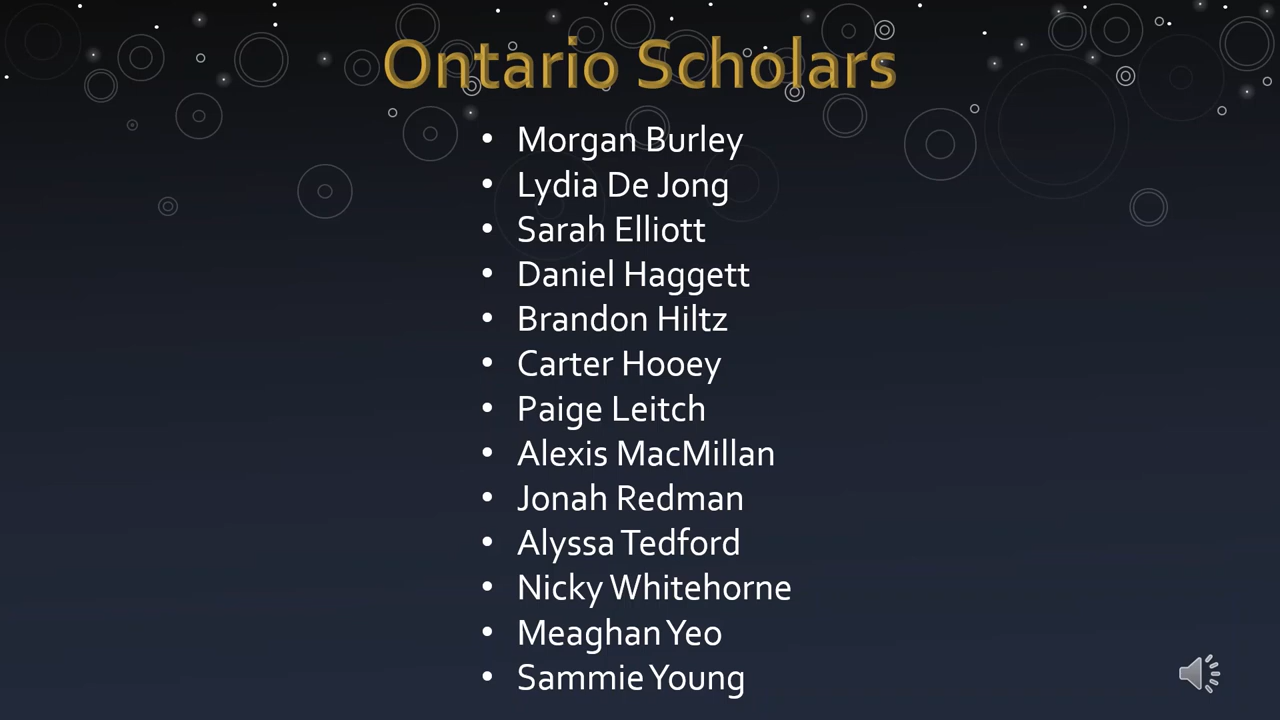 Ontario Scholars
• Morgan Burley
• Lydia De Jong
• Sarah Elliott
• Daniel Haggett
• Brandon Hiltz
• Carter Hooey
• Paige Leitch
• Alexis MacMillan
• Jonah Redman
• Alyssa Tedford
• Nicky Whitehorne
• Meaghan Yeo
• Sammie Young